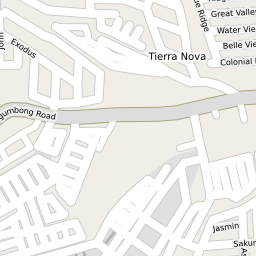 Great Valley
Water View
Belle Vie
Exodus
Tierra Nova
Colonial
gumbong Road
Jasmin
Saku